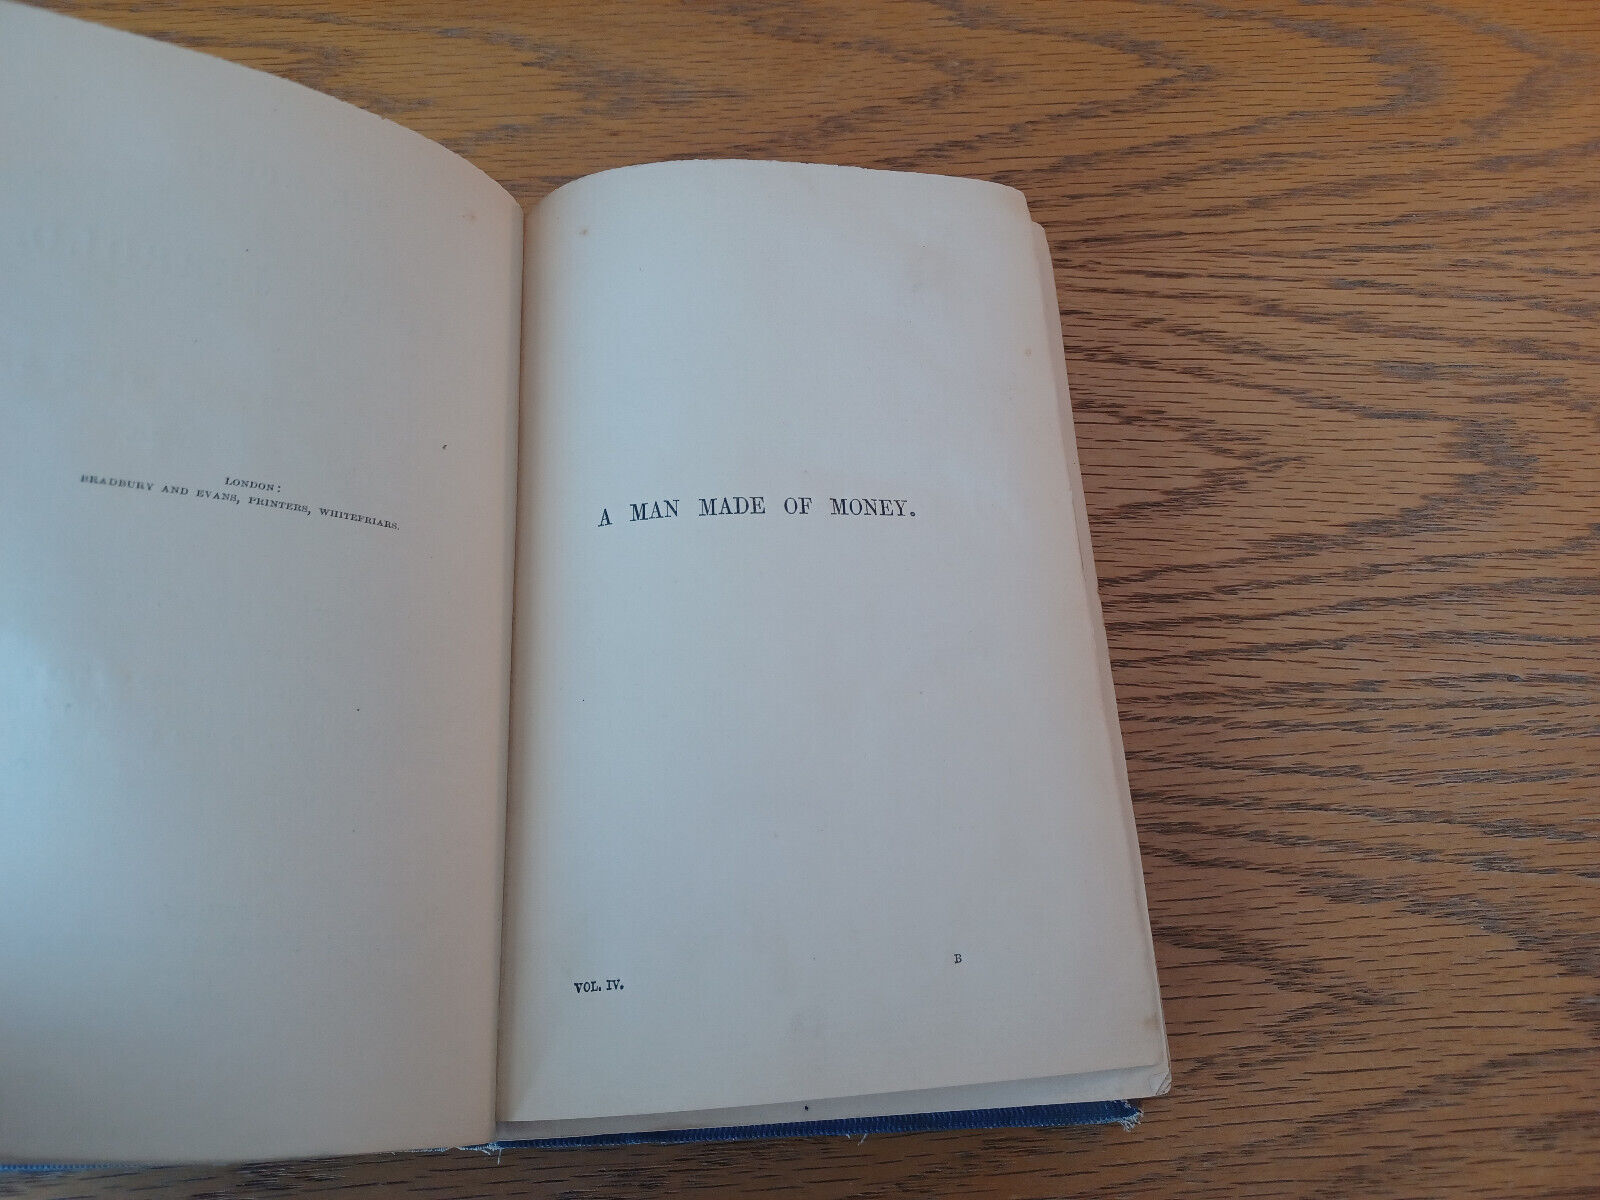 LONDON:
BRADBURY AND EVANS, PRINTERS, WHITEFRIARS.
A MAN MADE OF MONEY.
B
VOL. IV.